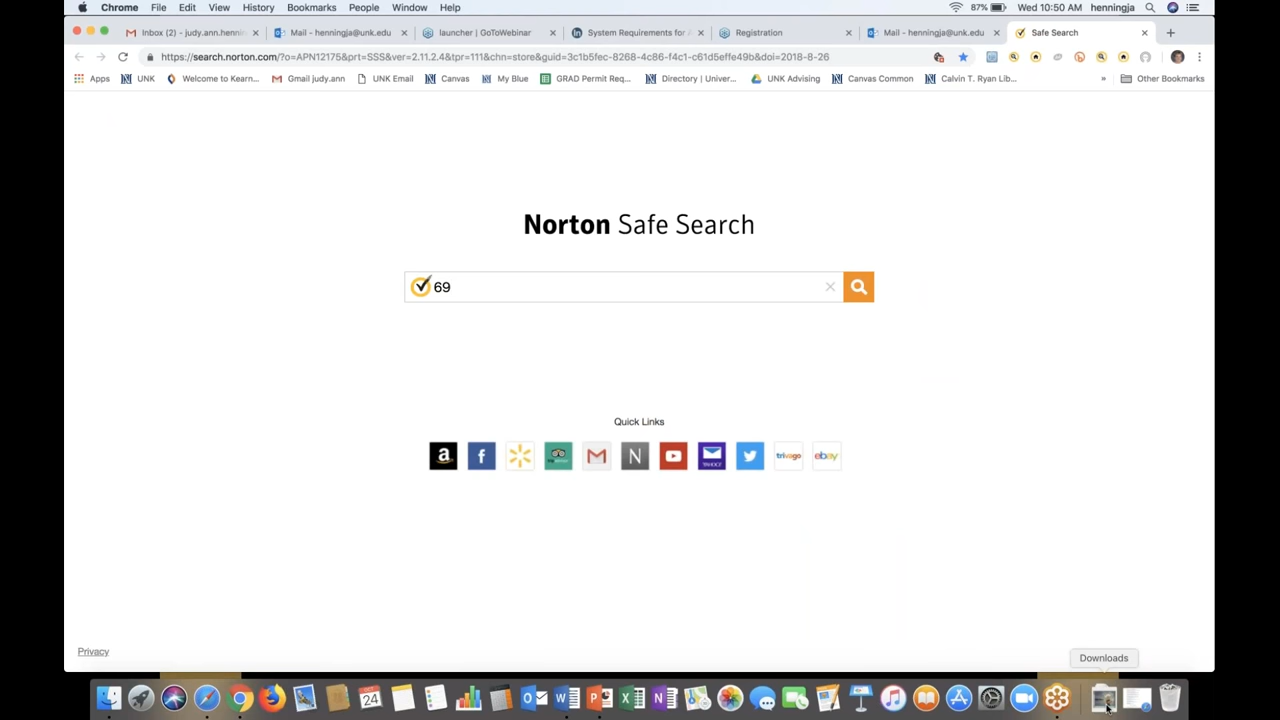 Chrome File Edit View History Bookmarks People Window Help 87% Wed 10:50 AM henningja
Inbox (2) - judy.ann.henni Mail - henningja@unk.edu launcher | GoToWebinar System Requirements for Registration Mail - henningja@unk.edu Safe Search
https://search.norton.com/?o=APN12175&prt=SSS&ver=2.11.2.4&tpr=111&chn=store&guid=3c1b5fec-8268-4c86-f4c1-c61d5effe49b&doi=2018-8-26
Apps UNK Welcome to Kearn... Gmail judy.ann UNK Email Canvas My Blue GRAD Permit Req... Directory | Univer... UNK Advising Canvas Common Calvin T. Ryan Lib... » Other Bookmarks
Norton Safe Search
69
Quick Links
a f N YAHOO! trivago ebay
Privacy
Downloads
24